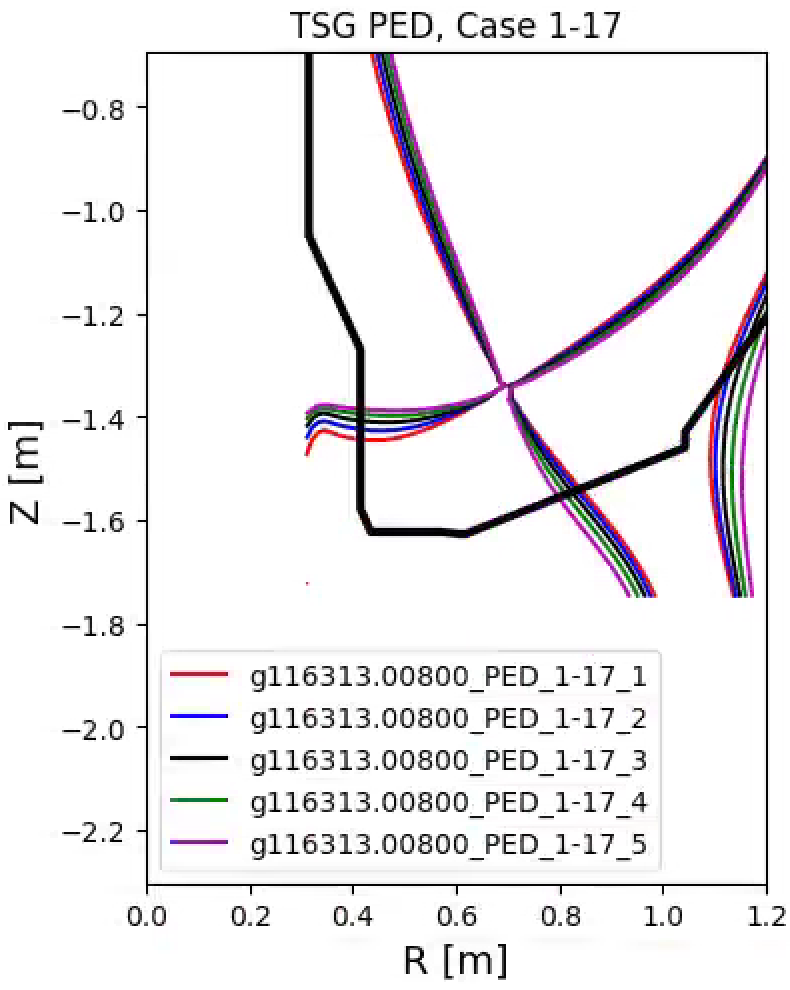 TSG PED, Case 1-17
−0.8
−1.0
−1.2
−1.4
−1.6
−1.8
−2.0
−2.2
Z [m]
g116313.00800_PED_1-17_1
g116313.00800_PED_1-17_2
g116313.00800_PED_1-17_3
g116313.00800_PED_1-17_4
g116313.00800_PED_1-17_5
0.0 0.2 0.4 0.6 0.8 1.0 1.2
R [m]